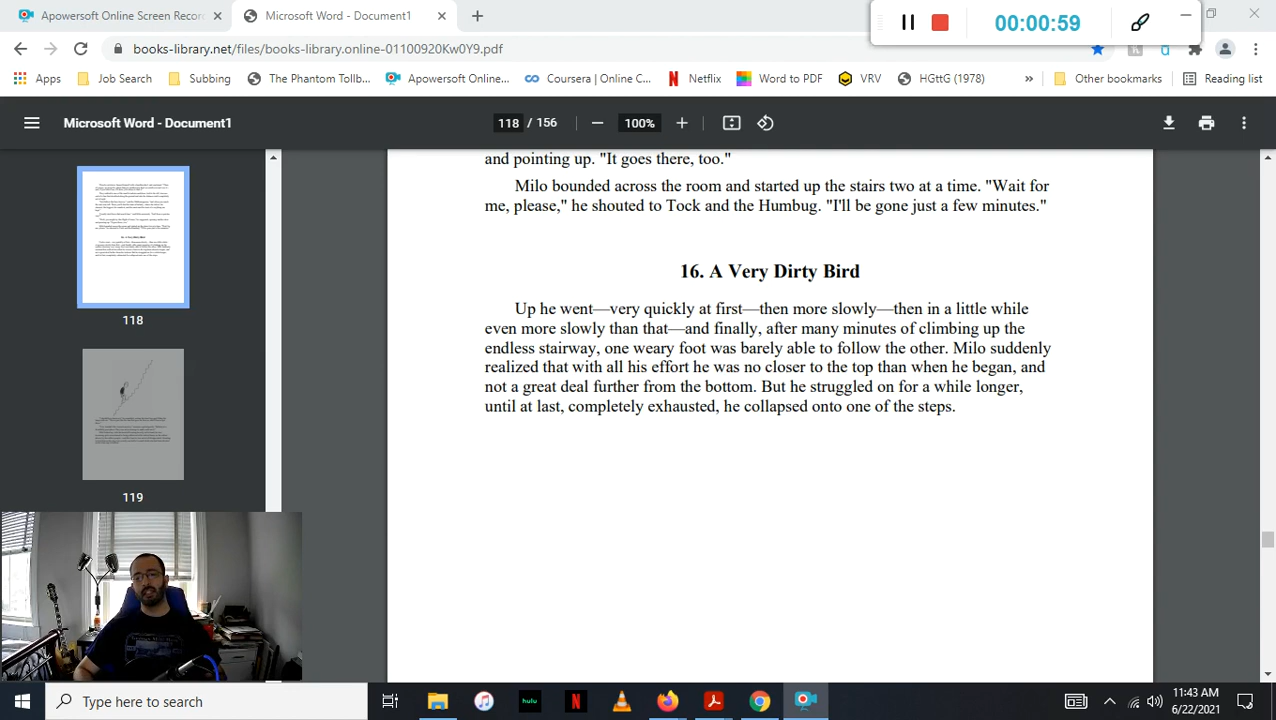 Apowersoft Online Screen Recor
Microsoft Word - Document1
00:00:59
books-library.net/files/books-library.online-01100920Kw0Y9.pdf
Apps
Job Search
Subbing
The Phantom Tollb...
Apowersoft Online...
Coursera | Online C...
Netflix
Word to PDF
VRV
HGttG (1978)
»
Other bookmarks
Reading list
Microsoft Word - Document1
118 / 156
100%
and pointing up. "It goes there, too."
Milo bounded across the room and started up the stairs two at a time. "Wait for
me, please." he shouted to Tock and the Humbug. "I'll be gone just a few minutes."
16. A Very Dirty Bird
Up he went—very quickly at first—then more slowly—then in a little while
even more slowly than that—and finally, after many minutes of climbing up the
endless stairway, one weary foot was barely able to follow the other. Milo suddenly
realized that with all his effort he was no closer to the top than when he began, and
not a great deal further from the bottom. But he struggled on for a while longer,
until at last, completely exhausted, he collapsed onto one of the steps.
118
119
Type here to search
hulu
11:43 AM
6/22/2021